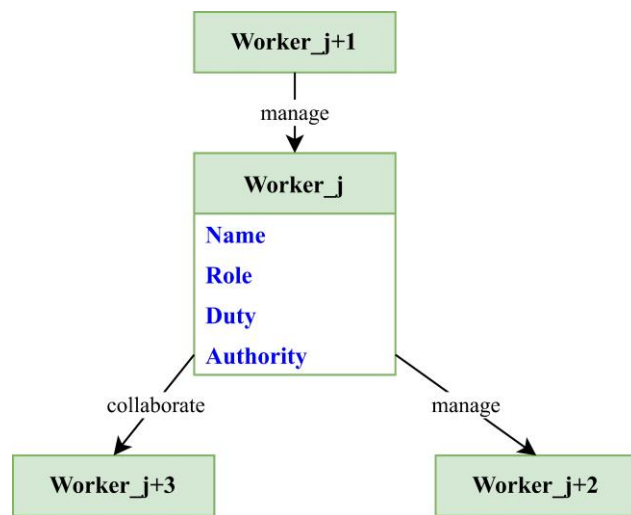 Worker_j+1
manage
Worker_j
Name
Role
Duty
Authority
collaborate
manage
Worker_j+3
Worker_j+2